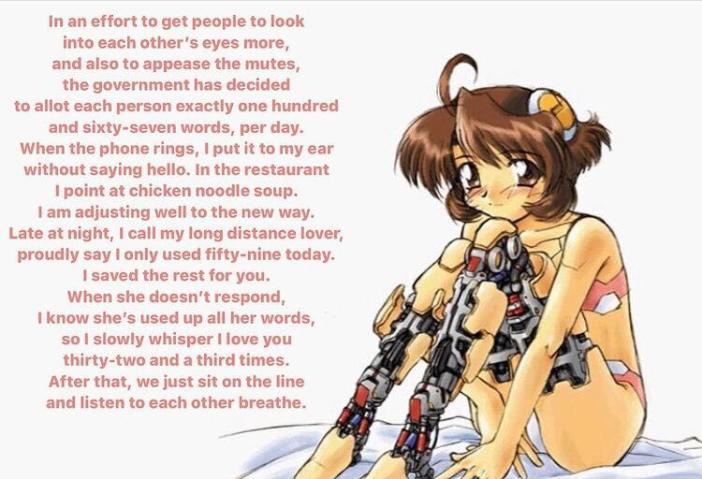 In an effort to get people to look
into each other's eyes more,
and also to appease the mutes,
the government has decided
to allot each person exactly one hundred
and sixty-seven words, per day.
When the phone rings, I put it to my ear
without saying hello. In the restaurant
I point at chicken noodle soup.
I am adjusting well to the new way.
Late at night, I call my long distance lover,
proudly say I only used fifty-nine today.
I saved the rest for you.
When she doesn't respond,
I know she's used up all her words,
so I slowly whisper I love you
thirty-two and a third times.
After that, we just sit on the line
and listen to each other breathe.